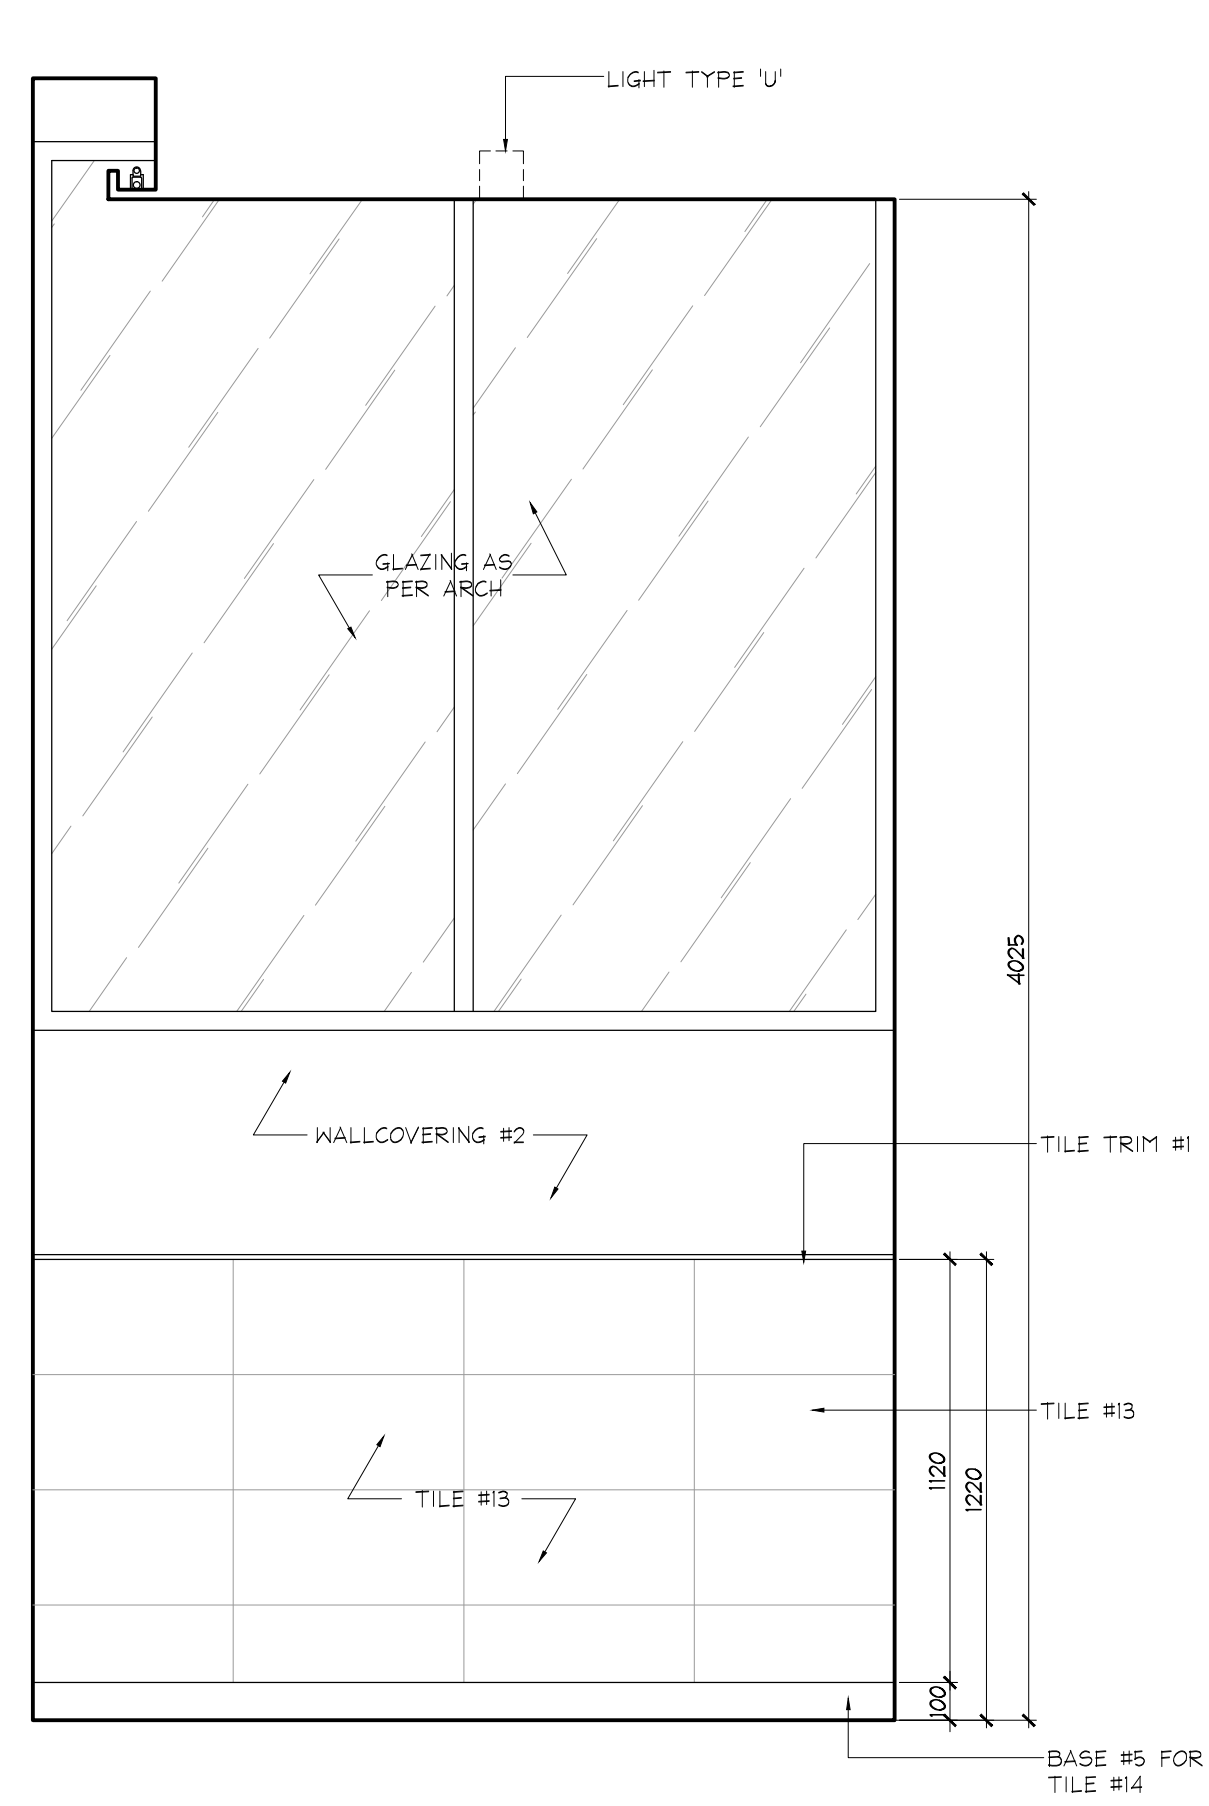 LIGHT TYPE 'U'
GLAZING AS
PER ARCH
4025
WALLCOVERING #2
TILE TRIM #1
TILE #13
1120
1220
TILE #13
100
BASE #5 FOR
TILE #14